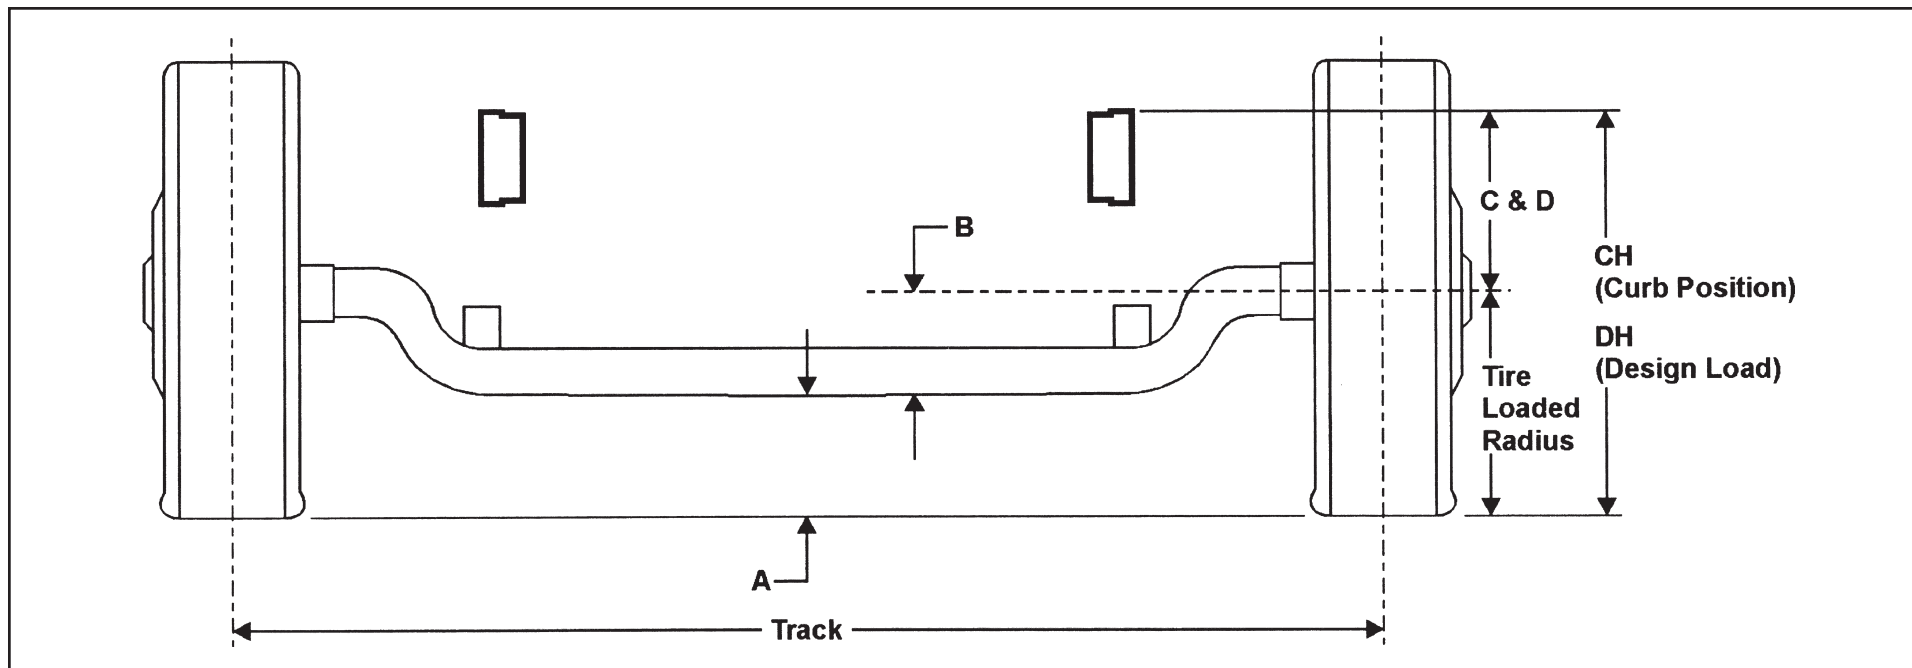 B
C & D
CH
(Curb Position)
DH
(Design Load)
Tire
Loaded
Radius
A
Track